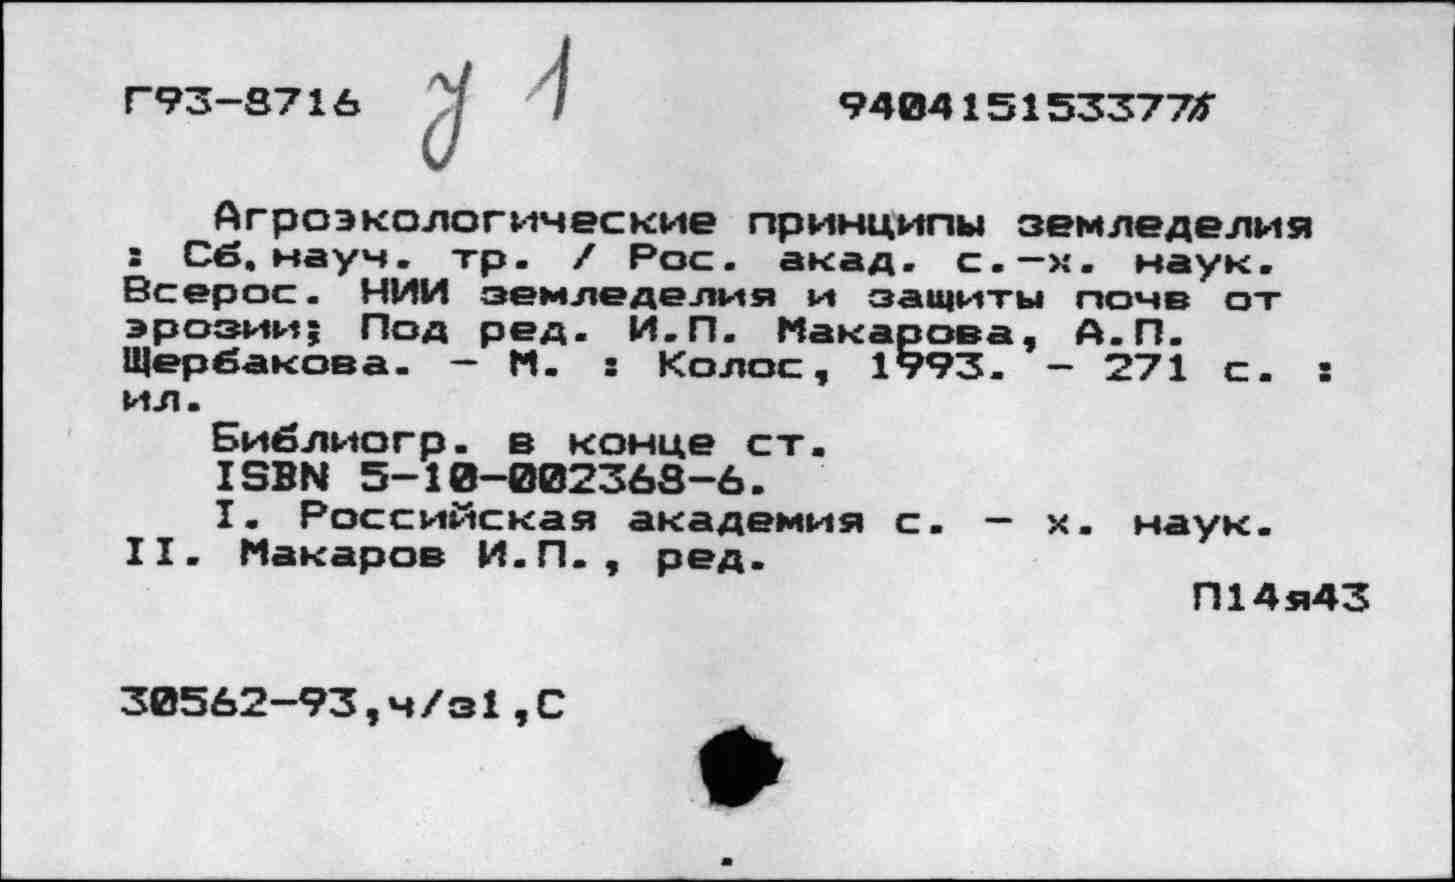 Г93-8716 у 1 940415153377
Агроэкологические принципы земледелия
: Сб. науч. тр. / Рос. акад. с.-х. наук.
Всерос. НИИ земледелия и защиты почв от
эрозии; Под ред. И.П. Макарова, А.П.
Щербакова. - М. : Колос, 1993. - 271 с. :
ил.
Библиогр. в конце ст.
ISBN 5-10-002368-6.
I. Российская академия с. - х. наук.
II. Макаров И.П., ред.
П14я43
30562-93,ч/з1,С